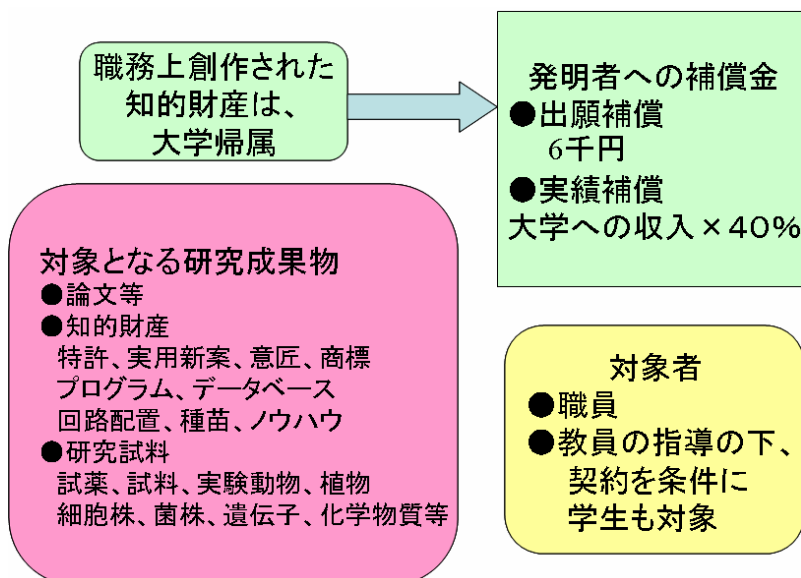 職務上創作された
知的財産は、
大学帰属
発明者への補償金
●出願補償
6千円
●実績補償
大学への収入×40%
対象となる研究成果物
●論文等
●知的財産
特許、実用新案、意匠、商標
プログラム、データベース
回路配置、種苗、ノウハウ
●研究試料
試薬、試料、実験動物、植物
細胞株、菌株、遺伝子、化学物質等
対象者
●職員
●教員の指導の下、
契約を条件に
学生も対象